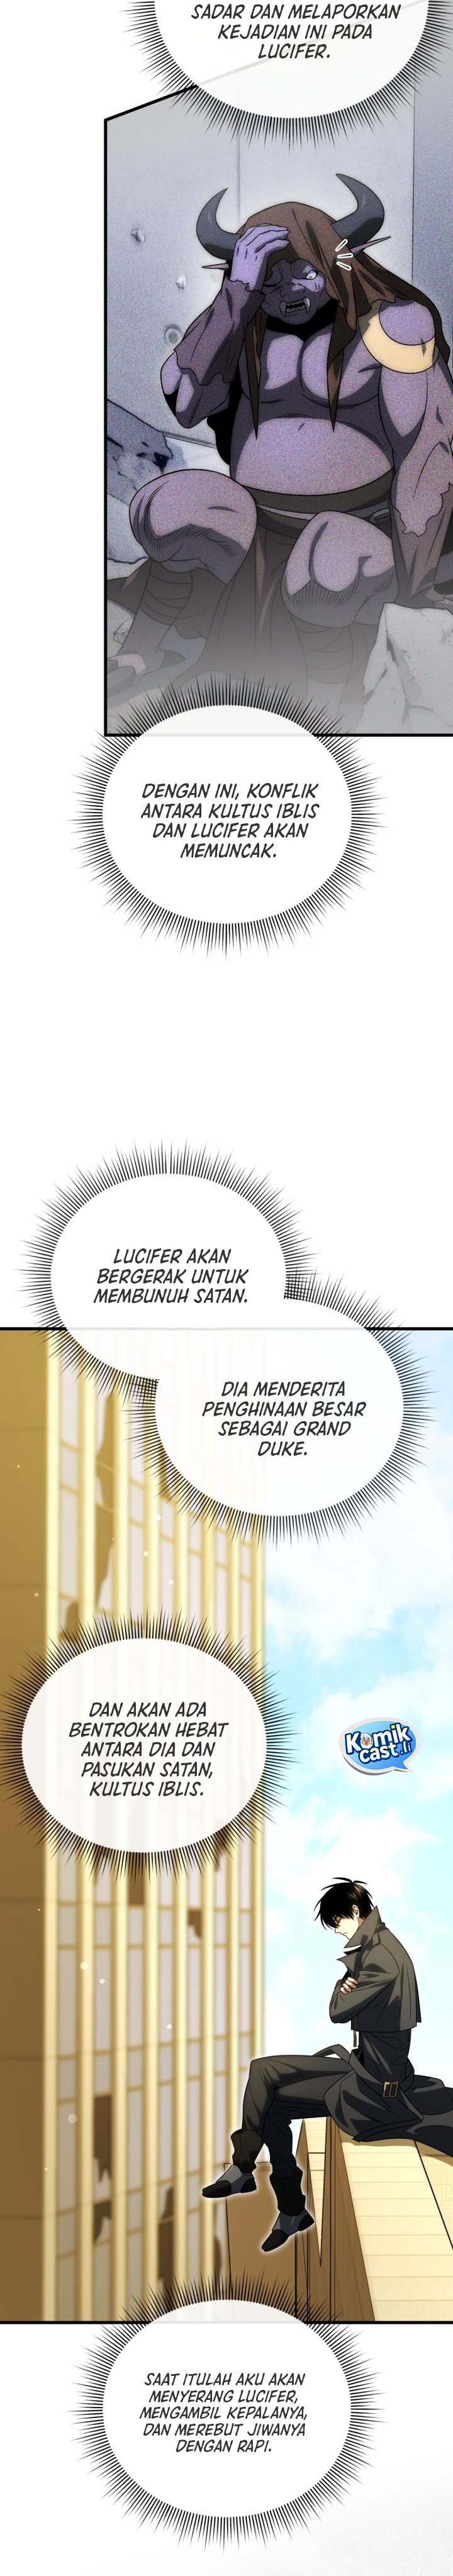 SADAR DAN MELAPORKAN
KEJADIAN INI PADA
LUCIFER.
DENGAN INI, KONFLIK
ANTARA KULTUS IBLIS
DAN LUCIFER AKAN
MEMUNCAK.
LUCIFER AKAN
BERGERAK UNTUK
MEMBUNUH SATAN.
DIA MENDERITA
PENGHINAAN BESAR
SEBAGAI GRAND
DUKE.
DAN AKAN ADA
BENTROKAN HEBAT
ANTARA DIA DAN
PASUKAN SATAN,
KULTUS IBLIS.
Komik
cast.li
SAAT ITULAH AKU AKAN
MENYERANG LUCIFER,
MENGAMBIL KEPALANYA,
DAN MEREBUT JIWANYA
DENGAN RAPI.